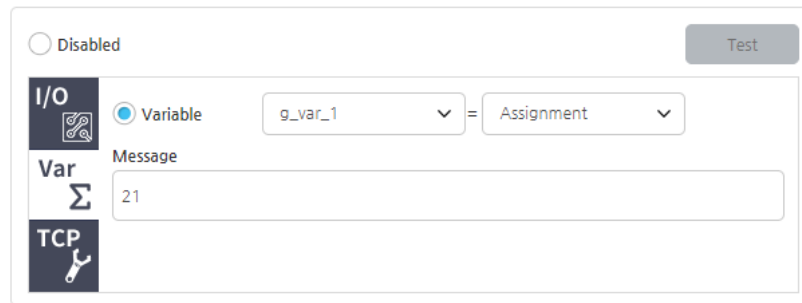 Disabled
Test
I/O
Variable
g_var_1
=
Assignment
Var
Σ
Message
21
TCP